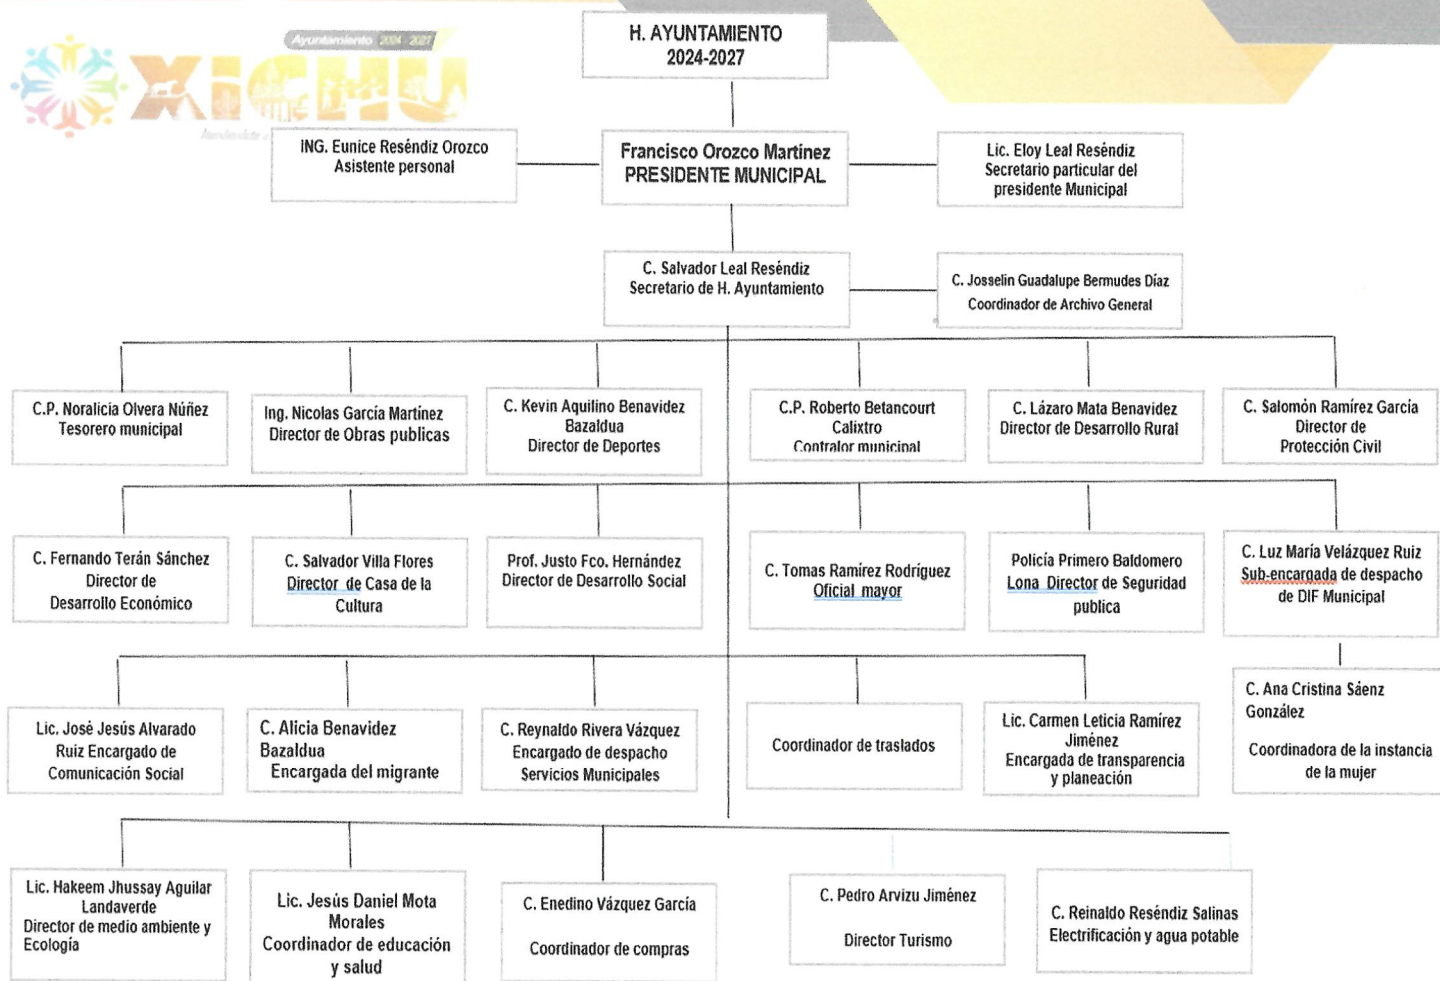 Ayuntamiento 2024 - 2027
XiCHÚ
H. AYUNTAMIENTO
2024-2027
ING. Eunice Reséndiz Orozco
Asistente personal
Francisco Orozco Martínez
PRESIDENTE MUNICIPAL
Lic. Eloy Leal Reséndiz
Secretario particular del
presidente Municipal
C. Salvador Leal Reséndiz
Secretario de H. Ayuntamiento
C. Josselin Guadalupe Bermudes Díaz
Coordinador de Archivo General
C.P. Noralicia Olvera Núñez
Tesorero municipal
Ing. Nicolas García Martínez
Director de Obras publicas
C. Kevin Aquilino Benavidez
Bazaldua
Director de Deportes
C.P. Roberto Betancourt
Calixtro
Contralor municipal
C. Lázaro Mata Benavidez
Director de Desarrollo Rural
C. Salomón Ramírez García
Director de
Protección Civil
C. Fernando Terán Sánchez
Director de
Desarrollo Económico
C. Salvador Villa Flores
Director de Casa de la
Cultura
Prof. Justo Fco. Hernández
Director de Desarrollo Social
C. Tomas Ramírez Rodríguez
Oficial mayor
Policía Primero Baldomero
Lona Director de Seguridad
publica
C. Luz María Velázquez Ruiz
Sub-encargada de despacho
de DIF Municipal
Lic. José Jesús Alvarado
Ruiz Encargado de
Comunicación Social
C. Alicia Benavidez
Bazaldua
Encargada del migrante
C. Reynaldo Rivera Vázquez
Encargado de despacho
Servicios Municipales
Coordinador de traslados
Lic. Carmen Leticia Ramírez
Jiménez
Encargada de transparencia
y planeación
C. Ana Cristina Sáenz
González
Coordinadora de la instancia
de la mujer
Lic. Hakeem Jhussay Aguilar
Landaverde
Director de medio ambiente y
Ecología
Lic. Jesús Daniel Mota
Morales
Coordinador de educación
y salud
C. Enedino Vázquez García
Coordinador de compras
C. Pedro Arvizu Jiménez
Director Turismo
C. Reinaldo Reséndiz Salinas
Electrificación y agua potable